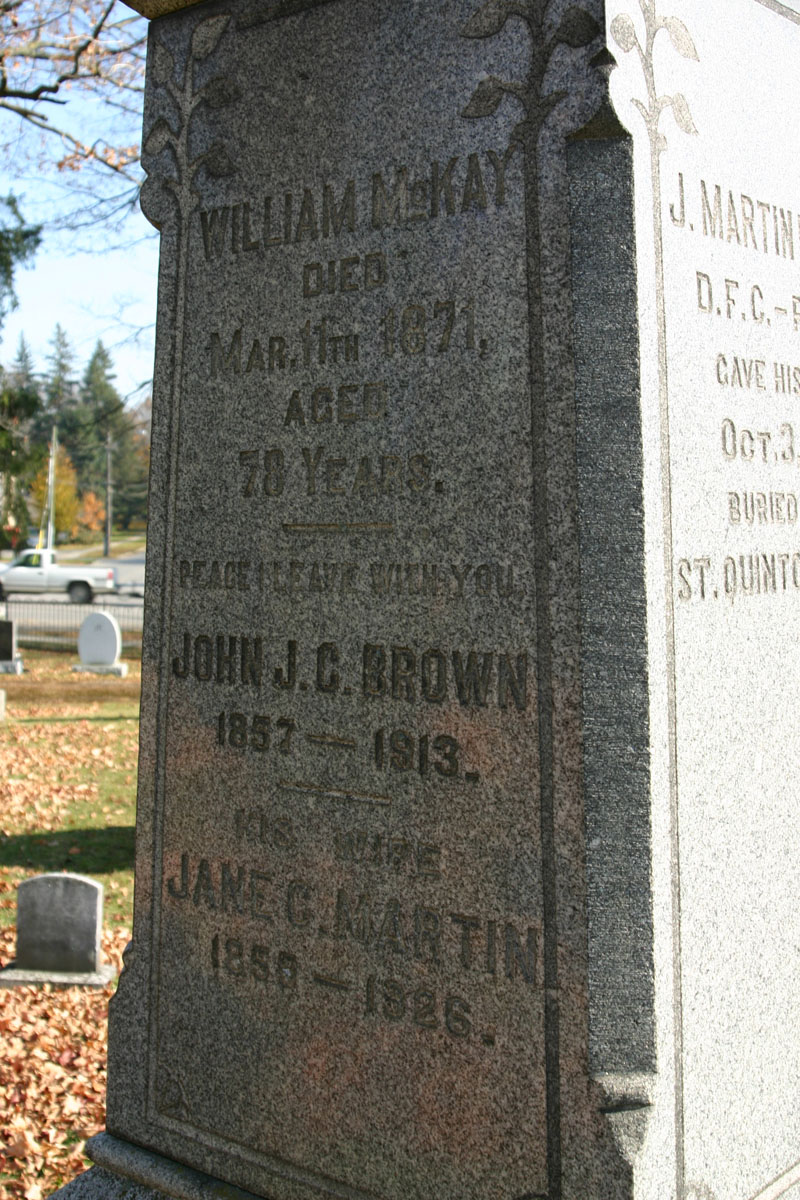 WILLIAM McKAY
DIED
MAR. 11TH 1871,
AGED
78 YEARS.
PEACE I LEAVE WITH YOU.
JOHN J. C. BROWN
1857 — 1913.
HIS WIFE
JANE C. MARTIN
1850 — 1926.
J. MARTIN
D.F.C.-
GAVE HIS
OCT. 3
BURIED
ST. QUINT